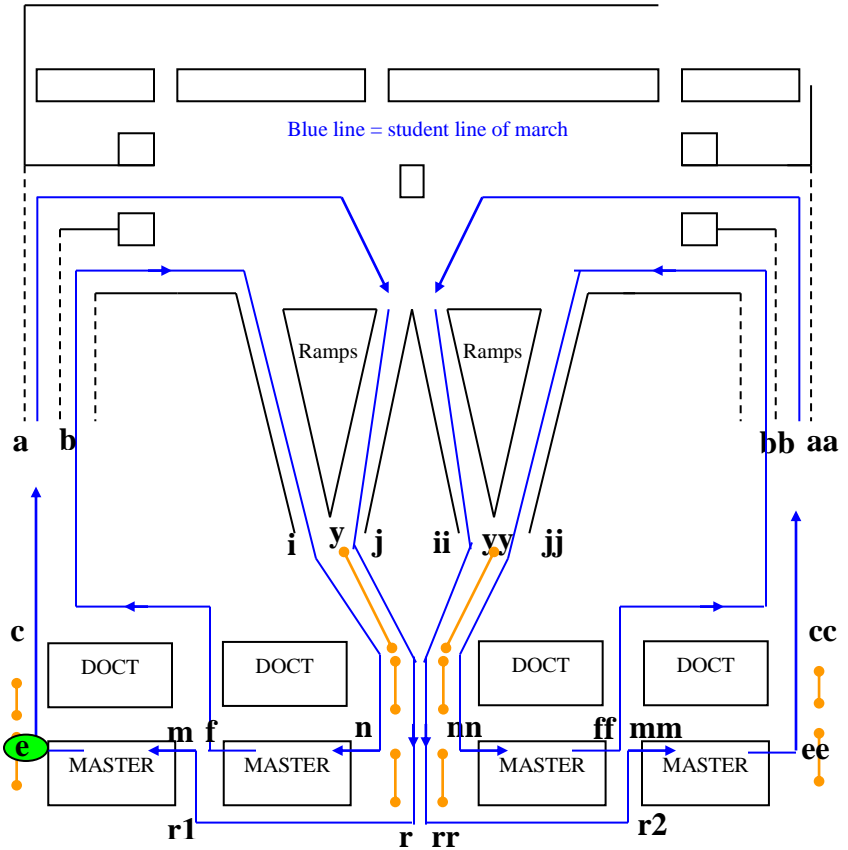 Blue line = student line of march
Ramps
Ramps
a
b
bb
aa
i
y
j
ii
yy
jj
c
cc
DOCT
DOCT
DOCT
DOCT
e
m
f
n
nn
ff
mm
ee
MASTER
MASTER
MASTER
MASTER
r1
r
rr
r2